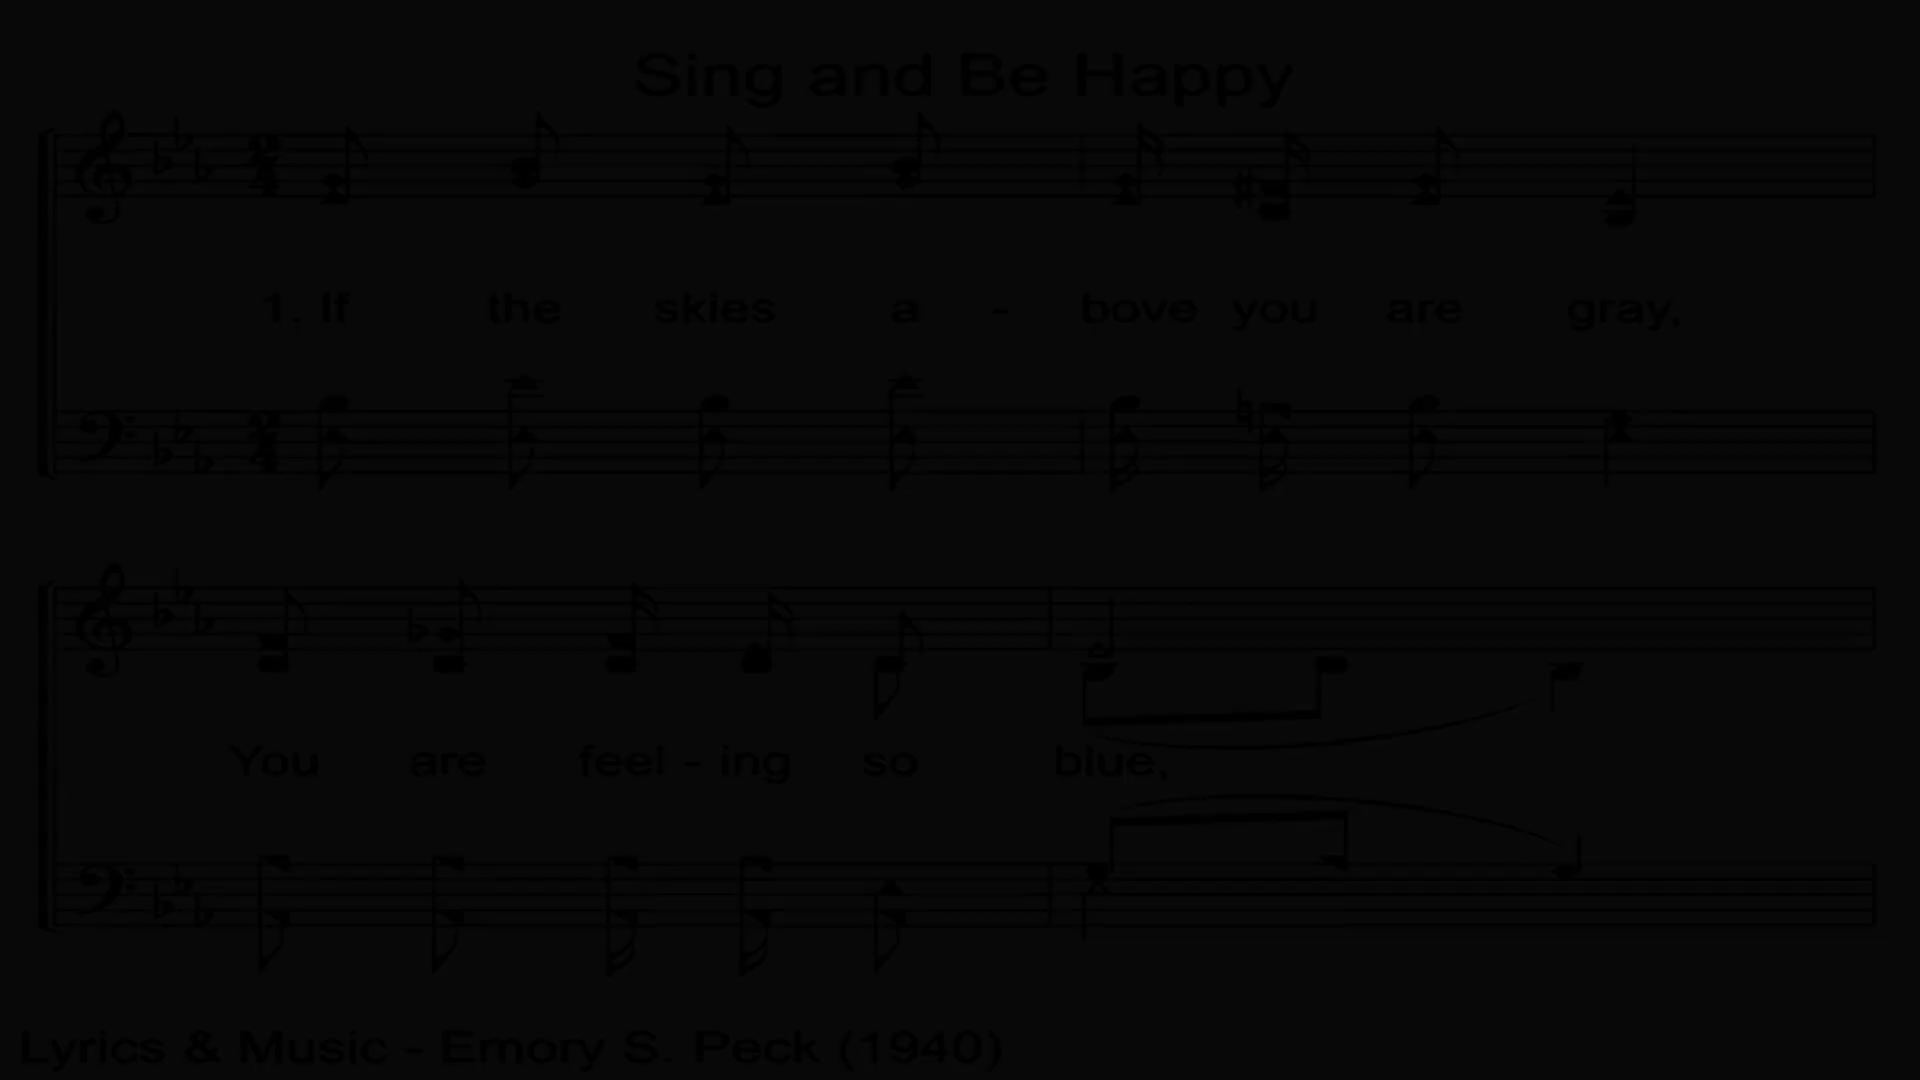 Sing and Be Happy
1. If the skies a - bove you are gray,
You are feel - ing so blue,
Lyrics & Music - Emory S. Peck (1940)